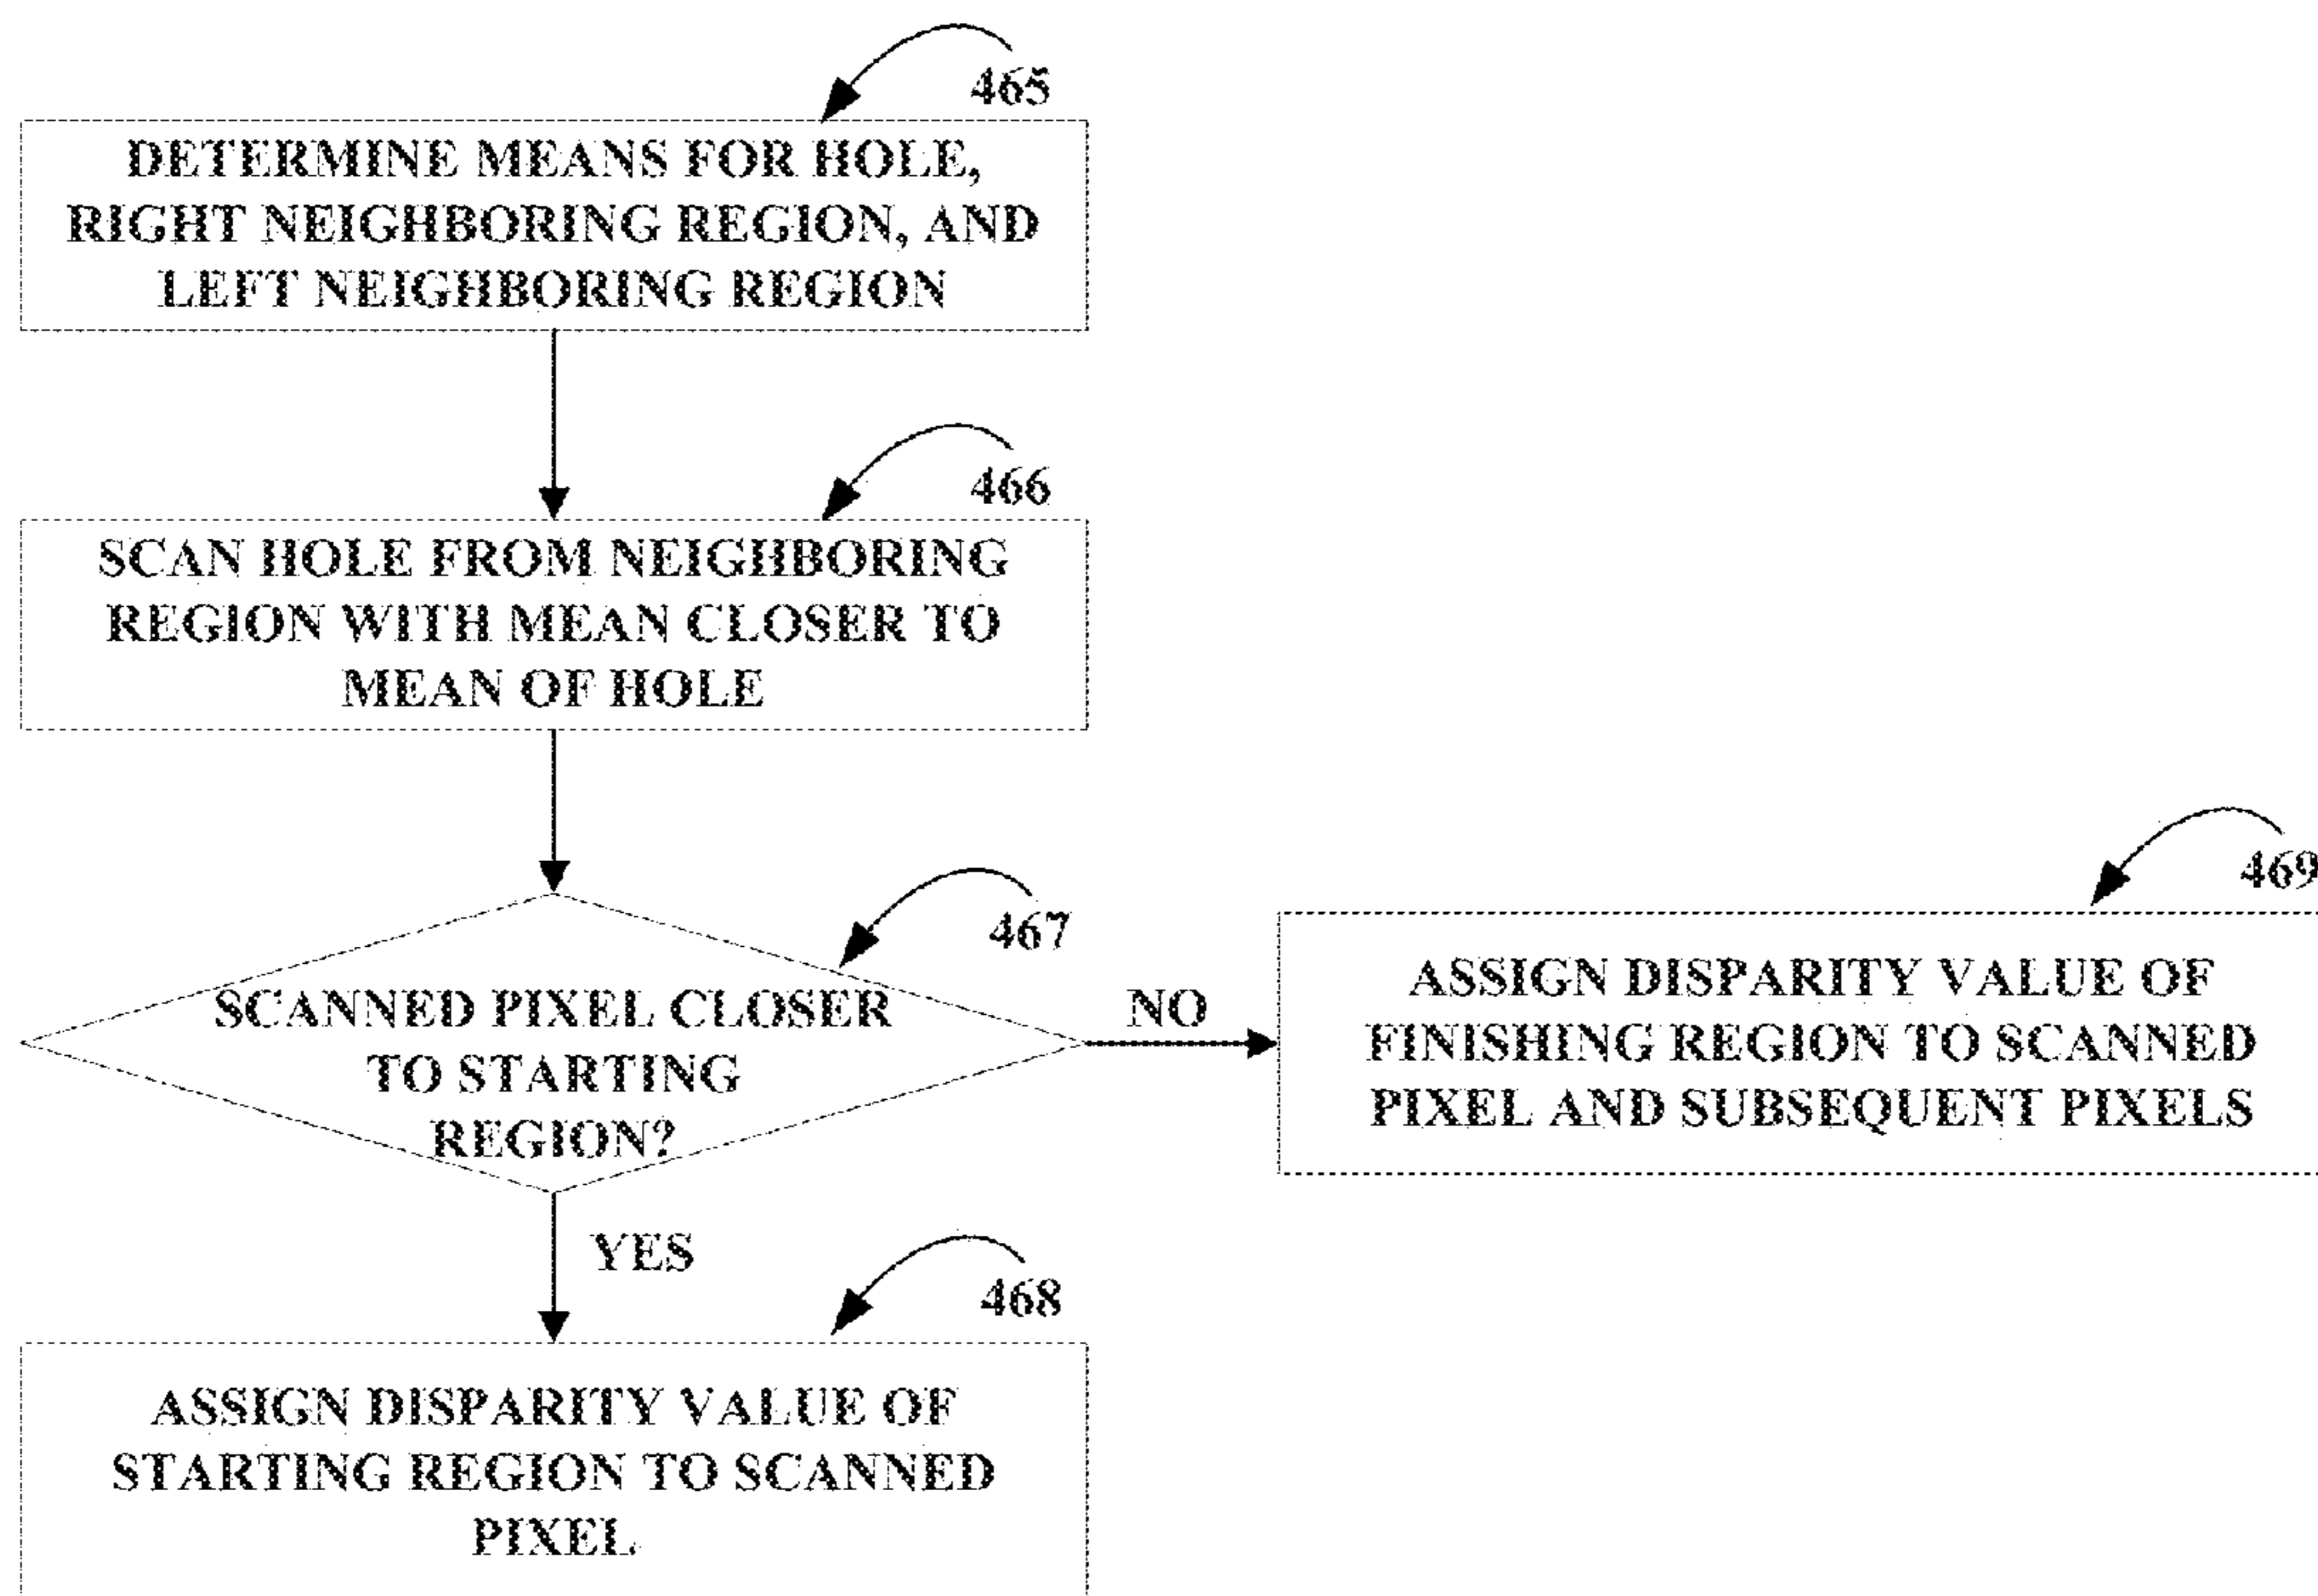 465
DETERMINE MEANS FOR HOLE,
RIGHT NEIGHBORING REGION, AND
LEFT NEIGHBORING REGION
466
SCAN HOLE FROM NEIGHBORING
REGION WITH MEAN CLOSER TO
MEAN OF HOLE
467
SCANNED PIXEL CLOSER
TO STARTING
REGION?
NO
469
ASSIGN DISPARITY VALUE OF
FINISHING REGION TO SCANNED
PIXEL AND SUBSEQUENT PIXELS
YES
468
ASSIGN DISPARITY VALUE OF
STARTING REGION TO SCANNED
PIXEL